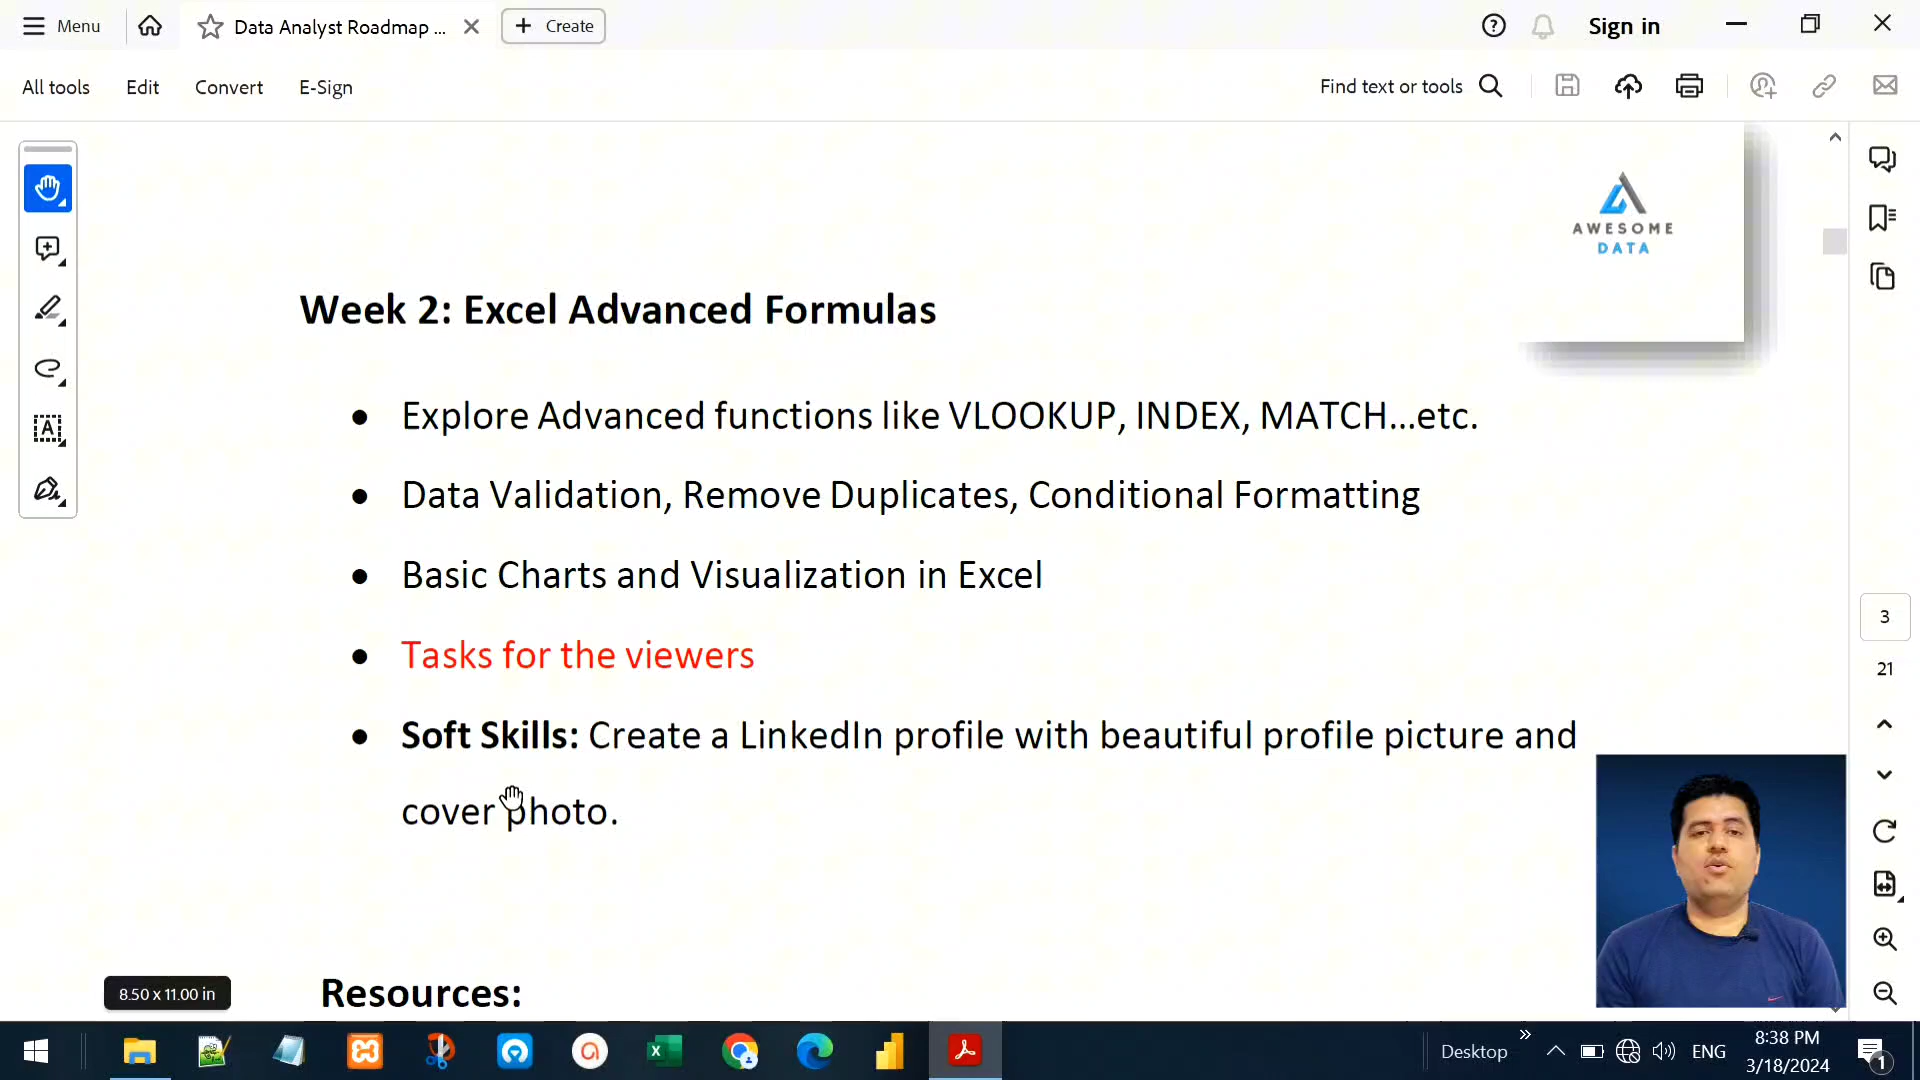 Menu
Data Analyst Roadmap ...
Create
Sign in
All tools
Edit
Convert
E-Sign
Find text or tools
AWESOME
DATA
Week 2: Excel Advanced Formulas
Explore Advanced functions like VLOOKUP, INDEX, MATCH...etc.
Data Validation, Remove Duplicates, Conditional Formatting
Basic Charts and Visualization in Excel
Tasks for the viewers
Soft Skills: Create a LinkedIn profile with beautiful profile picture and
cover photo.
3
21
8.50 x 11.00 in
Resources:
Desktop
ENG
8:38 PM
3/18/2024
1